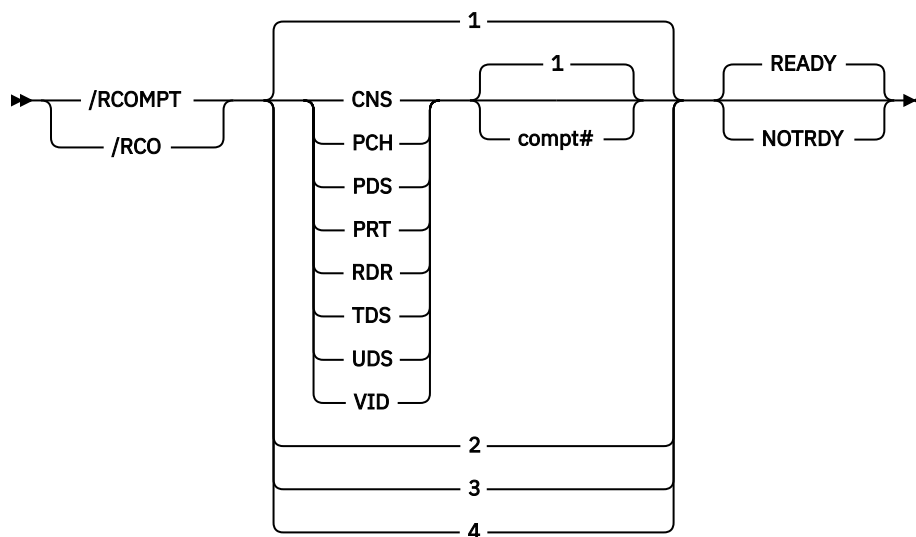 1
1
READY
/RCOMPT
CNS
/RCO
PCH
compt#
NOTRDY
PDS
PRT
RDR
TDS
UDS
VID
2
3
4